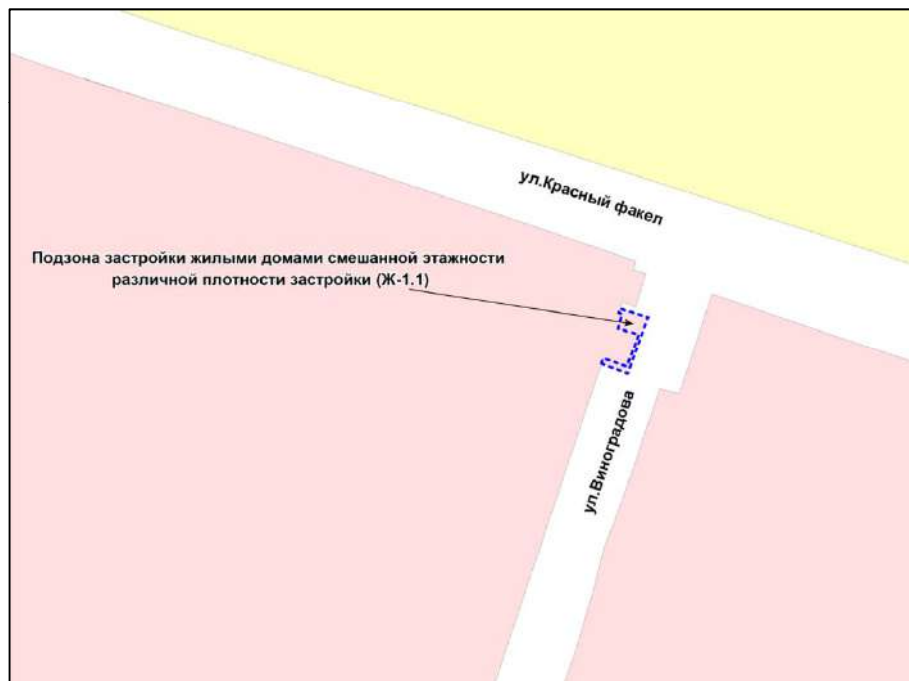 ул.Красный факел
Подзона застройки жилыми домами смешанной этажности
различной плотности застройки (Ж-1.1)
ул.Виноградова